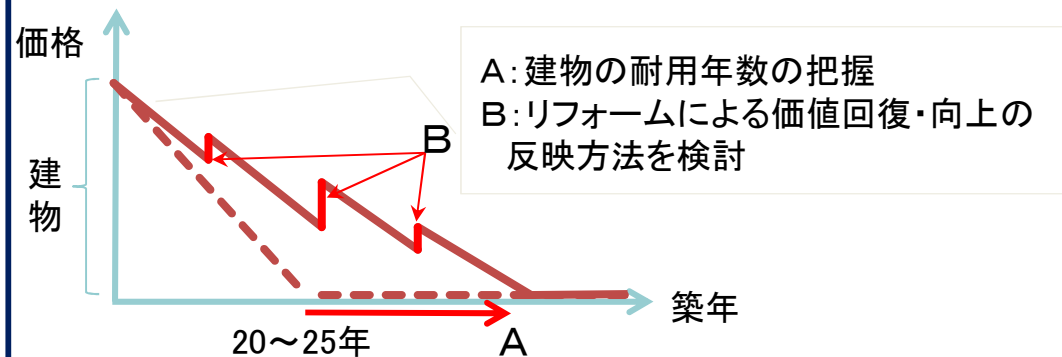 価格
A:建物の耐用年数の把握
B:リフォームによる価値回復・向上の
反映方法を検討
B
建
物
築年
20～25年
A